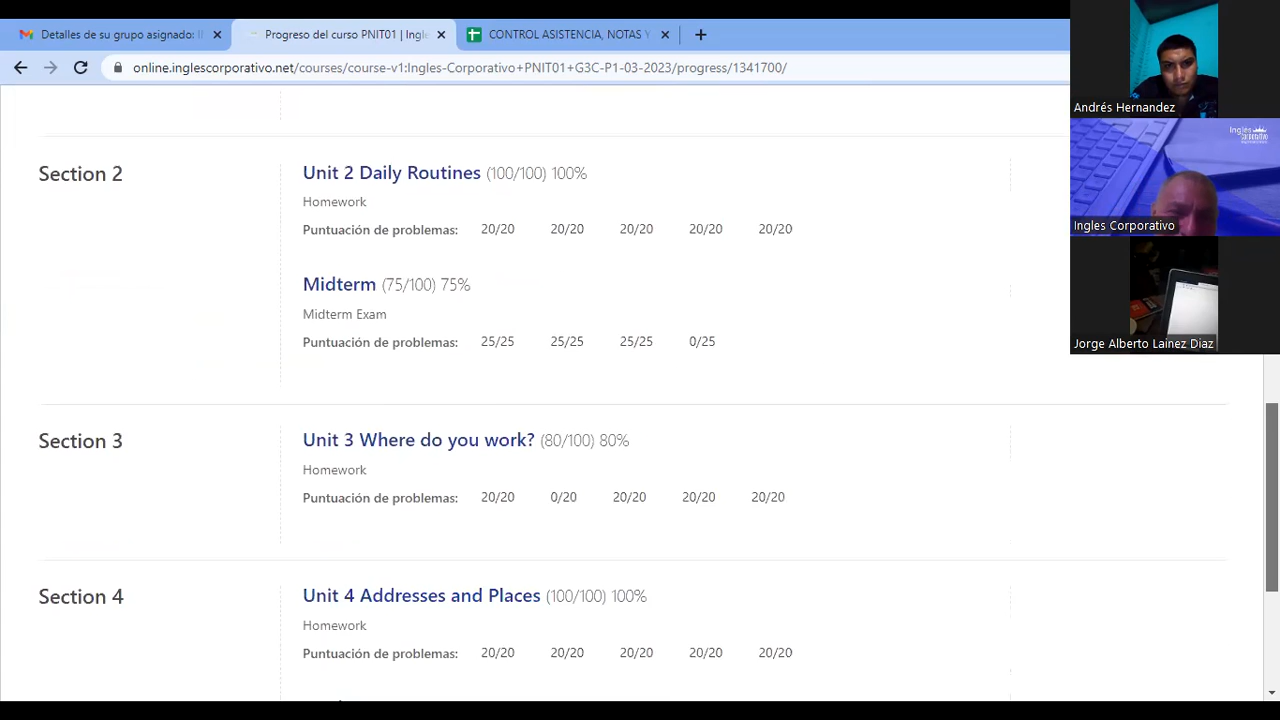 Detalles de su grupo asignado: I
Progreso del curso PNIT01 | Ingle
CONTROL ASISTENCIA, NOTAS Y
online.inglescorporativo.net/courses/course-v1:Ingles-Corporativo+PNIT01+G3C-P1-03-2023/progress/1341700/
Andrés Hernandez
Ingles
CORPORATIVO
Ingles Corporativo
Jorge Alberto Lainez Diaz
Section 2
Unit 2 Daily Routines (100/100) 100%
Homework
Puntuación de problemas: 20/20 20/20 20/20 20/20 20/20
Midterm (75/100) 75%
Midterm Exam
Puntuación de problemas: 25/25 25/25 25/25 0/25
Section 3
Unit 3 Where do you work? (80/100) 80%
Homework
Puntuación de problemas: 20/20 0/20 20/20 20/20 20/20
Section 4
Unit 4 Addresses and Places (100/100) 100%
Homework
Puntuación de problemas: 20/20 20/20 20/20 20/20 20/20